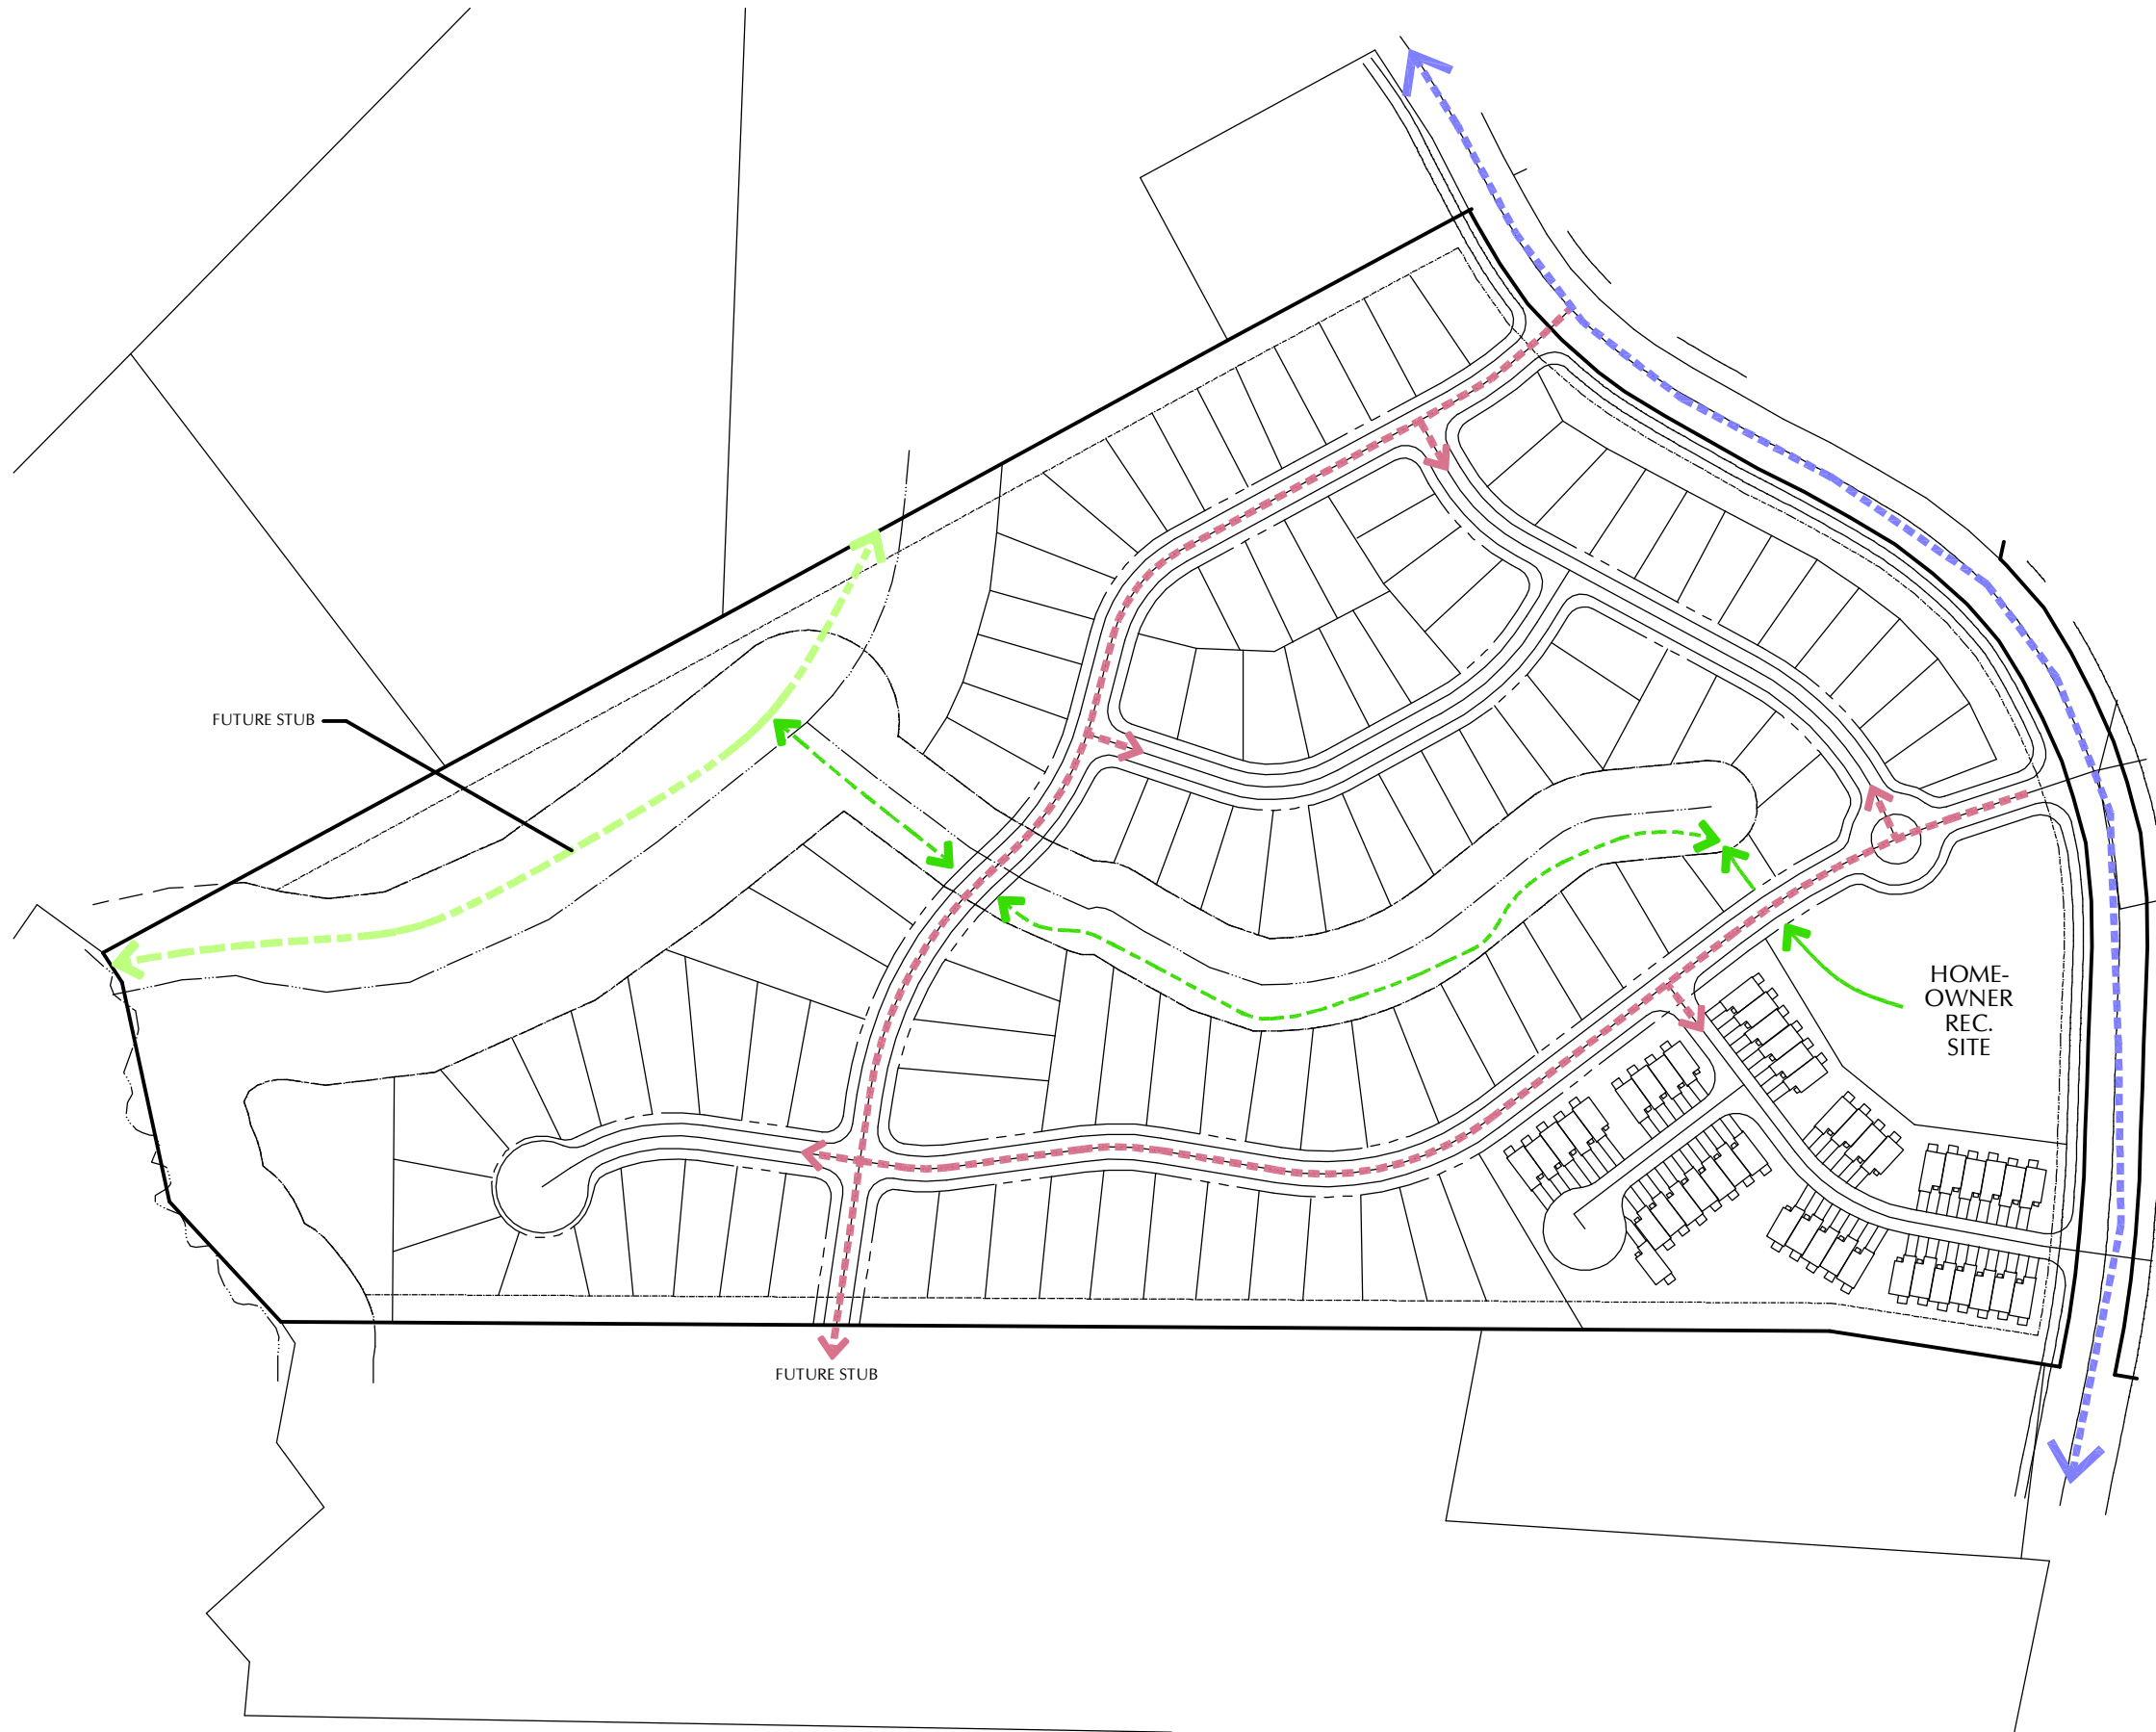 FUTURE STUB
HOME-
OWNER
REC.
SITE
FUTURE STUB